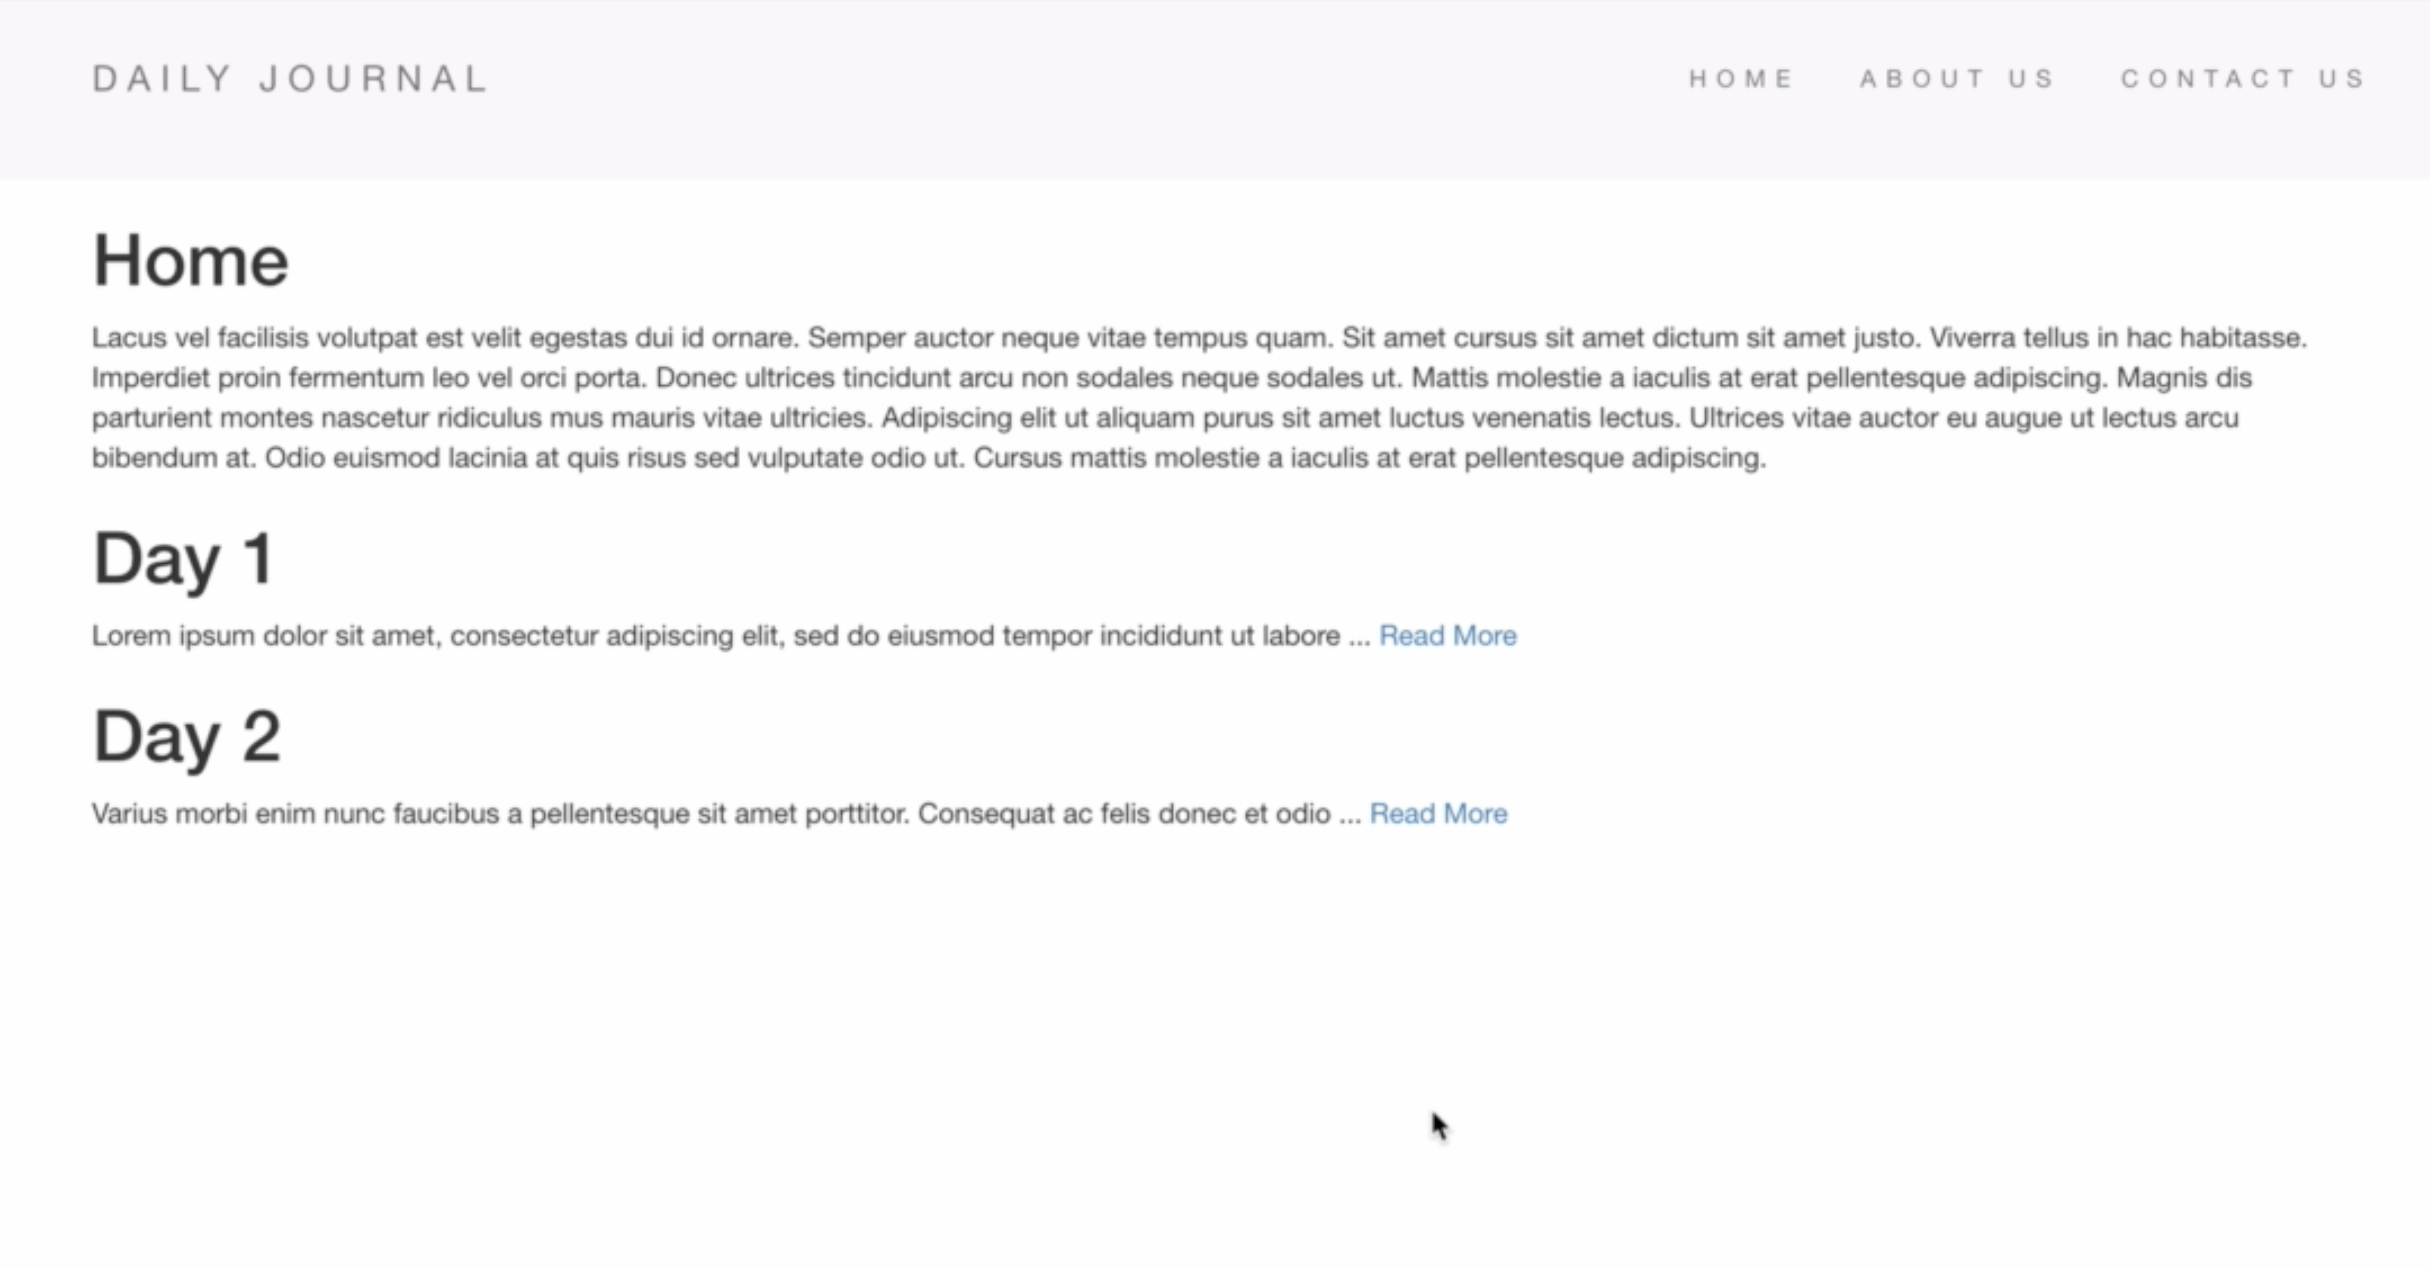 DAILY JOURNAL
HOME ABOUT US CONTACT US
Home
Lacus vel facilisis volutpat est velit egestas dui id ornare. Semper auctor neque vitae tempus quam. Sit amet cursus sit amet dictum sit amet justo. Viverra tellus in hac habitasse.
Imperdiet proin fermentum leo vel orci porta. Donec ultrices tincidunt arcu non sodales neque sodales ut. Mattis molestie a iaculis at erat pellentesque adipiscing. Magnis dis
parturient montes nascetur ridiculus mus mauris vitae ultricies. Adipiscing elit ut aliquam purus sit amet luctus venenatis lectus. Ultrices vitae auctor eu augue ut lectus arcu
bibendum at. Odio euismod lacinia at quis risus sed vulputate odio ut. Cursus mattis molestie a iaculis at erat pellentesque adipiscing.
Day 1
Lorem ipsum dolor sit amet, consectetur adipiscing elit, sed do eiusmod tempor incididunt ut labore ... Read More
Day 2
Varius morbi enim nunc faucibus a pellentesque sit amet porttitor. Consequat ac felis donec et odio ... Read More